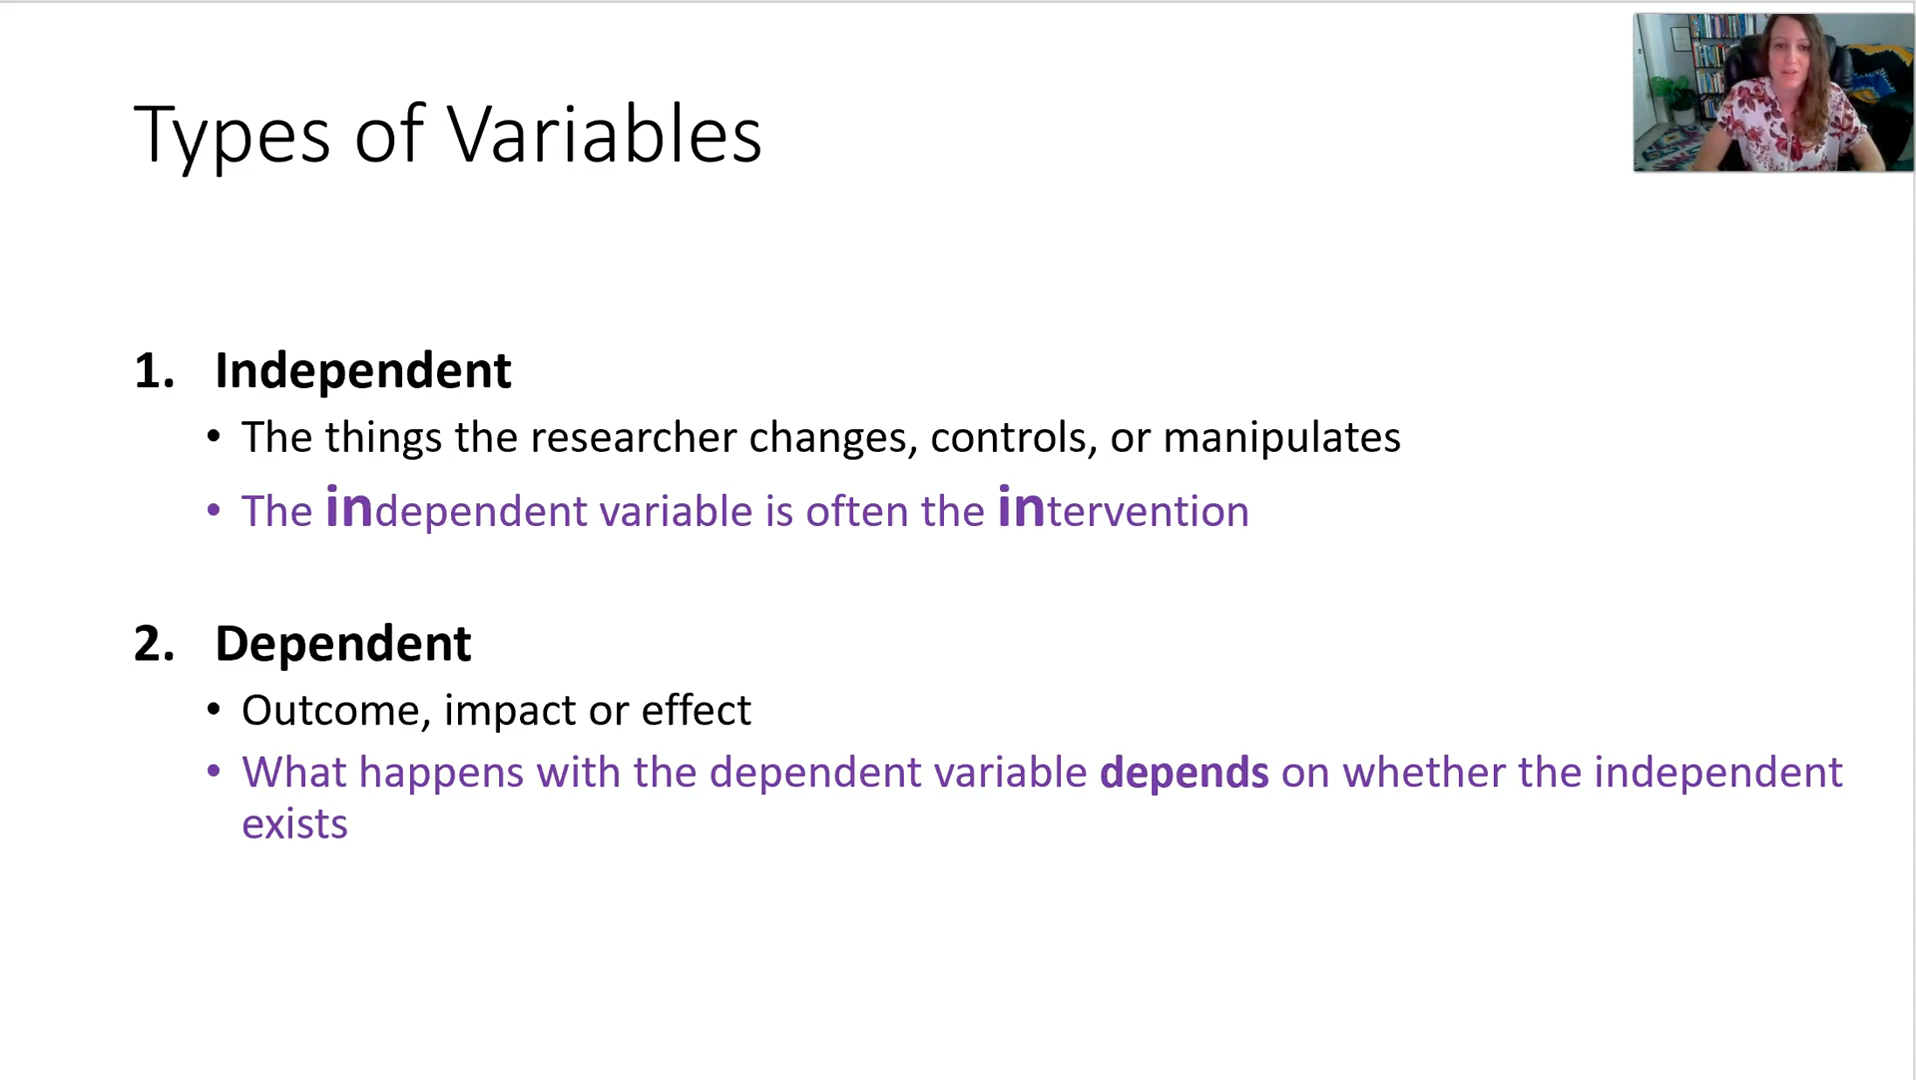 Types of Variables
1. Independent
• The things the researcher changes, controls, or manipulates
• The independent variable is often the intervention
2. Dependent
• Outcome, impact or effect
• What happens with the dependent variable depends on whether the independent
exists